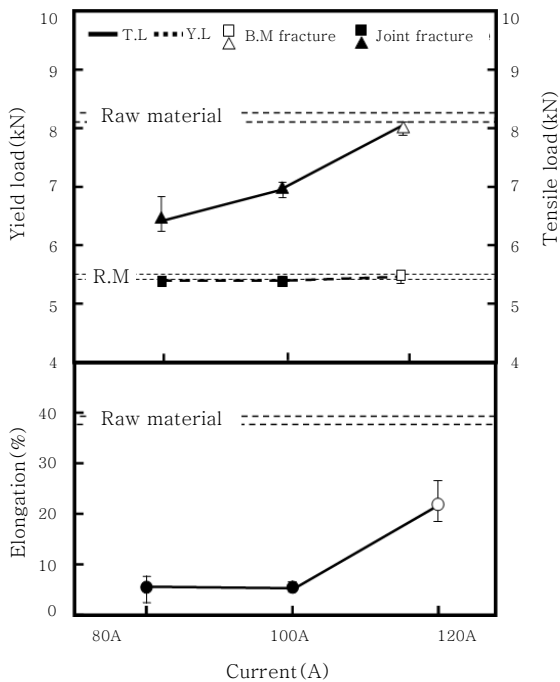 T.L Y.L B.M fracture Joint fracture
10
9
8
7
6
5
4
Yield load(kN)
10
9
8
7
6
5
4
Tensile load(kN)
Raw material
R.M
40
30
20
10
0
Elongation(%)
Raw material
80A 100A 120A
Current(A)